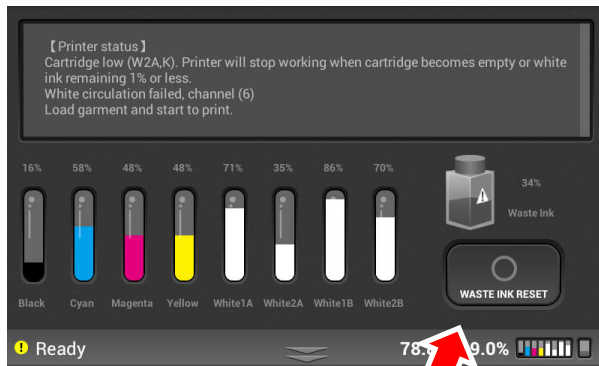 【Printer status】
Cartridge low (W2A,K). Printer will stop working when cartridge becomes empty or white
ink remaining 1% or less.
White circulation failed, channel (6)
Load garment and start to print.
16% 58% 48% 48% 71% 35% 86% 70%
34%
Waste Ink
Black Cyan Magenta Yellow White1A White2A White1B White2B
WASTE INK RESET
Ready